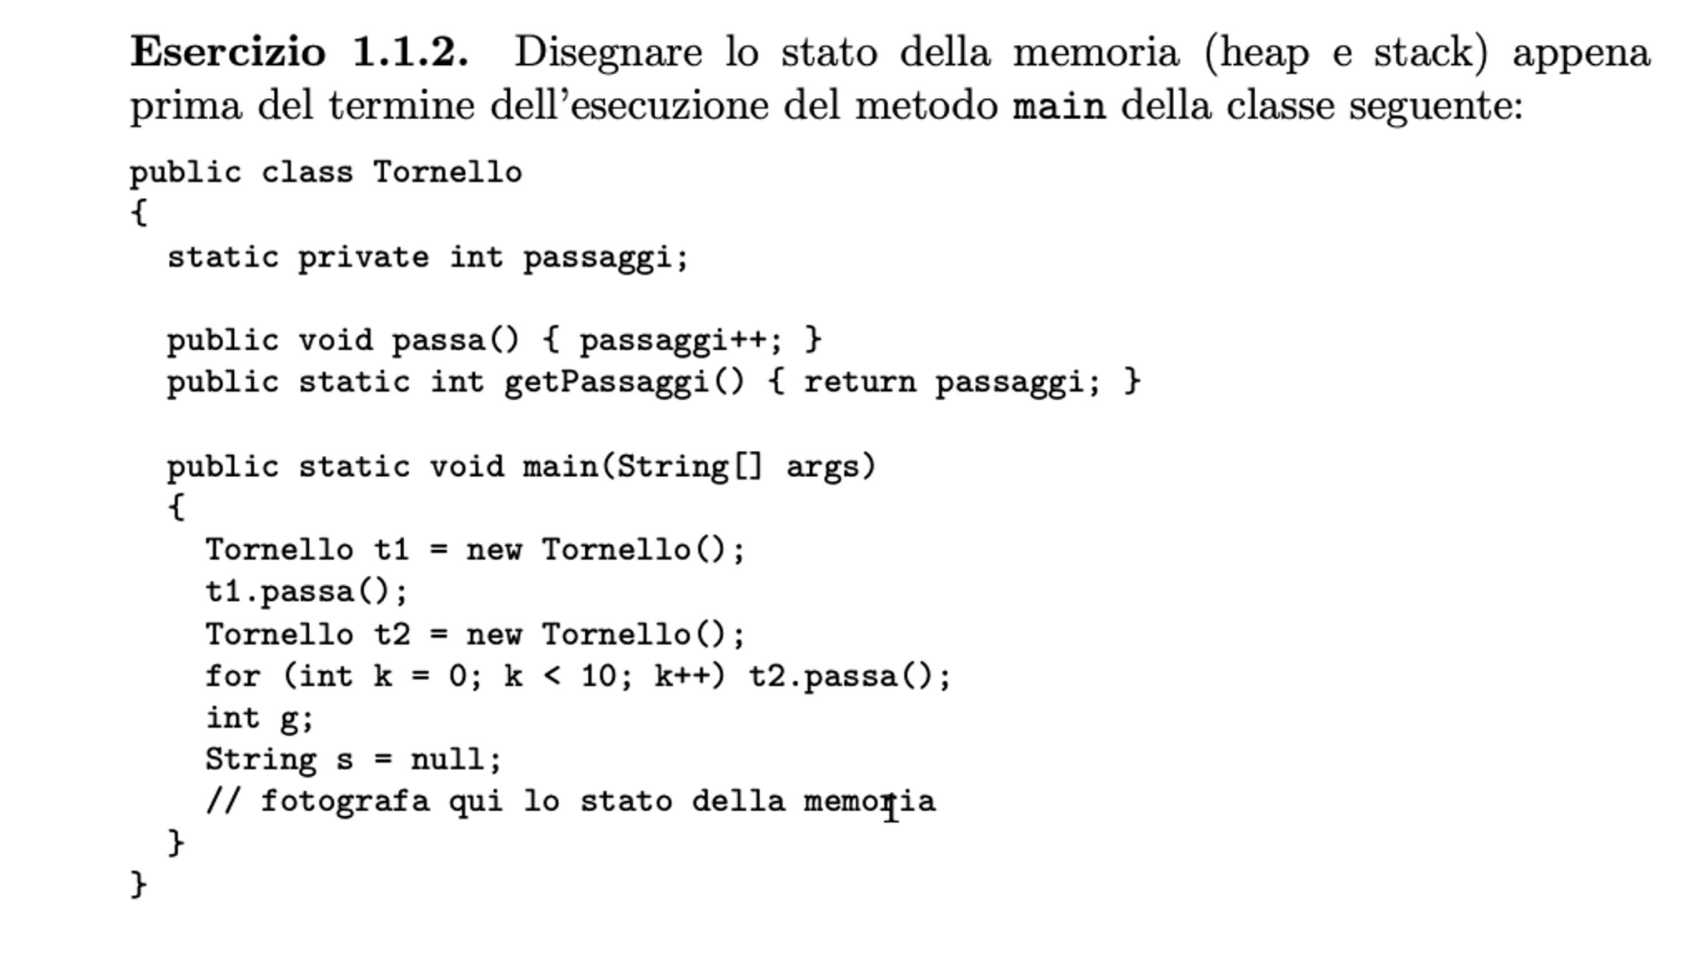 Esercizio 1.1.2. Disegnare lo stato della memoria (heap e stack) appena
prima del termine dell'esecuzione del metodo main della classe seguente:
public class Tornello
{
  static private int passaggi;

  public void passa() { passaggi++; }
  public static int getPassaggi() { return passaggi; }

  public static void main(String[] args)
  {
    Tornello t1 = new Tornello();
    t1.passa();
    Tornello t2 = new Tornello();
    for (int k = 0; k < 10; k++) t2.passa();
    int g;
    String s = null;
    // fotografa qui lo stato della memoria
  }
}